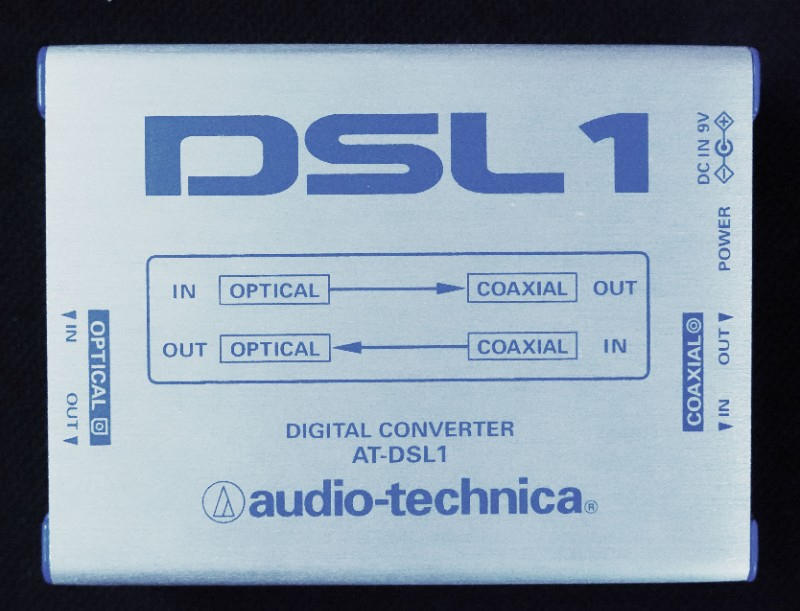 DSL1
DC IN 9V
POWER
IN OPTICAL COAXIAL OUT
OUT OPTICAL COAXIAL IN
OPTICAL
IN OUT
COAXIAL
IN OUT
DIGITAL CONVERTER
AT-DSL1
audio-technica®